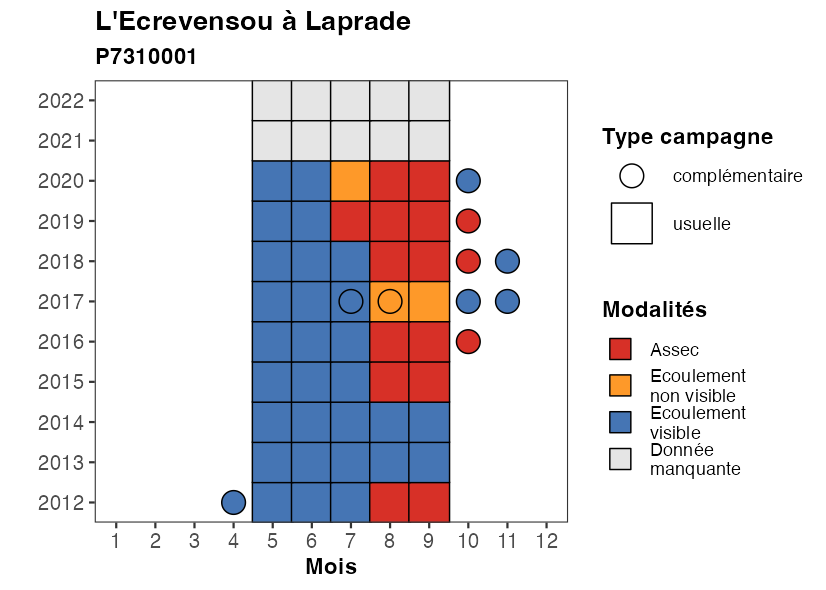 L'Ecrevensou à Laprade
P7310001
2022
2021
2020
2019
2018
2017
2016
2015
2014
2013
2012
1 2 3 4 5 6 7 8 9 10 11 12
Mois
Type campagne
complémentaire
usuelle
Modalités
Assec
Ecoulement
non visible
Ecoulement
visible
Donnée
manquante